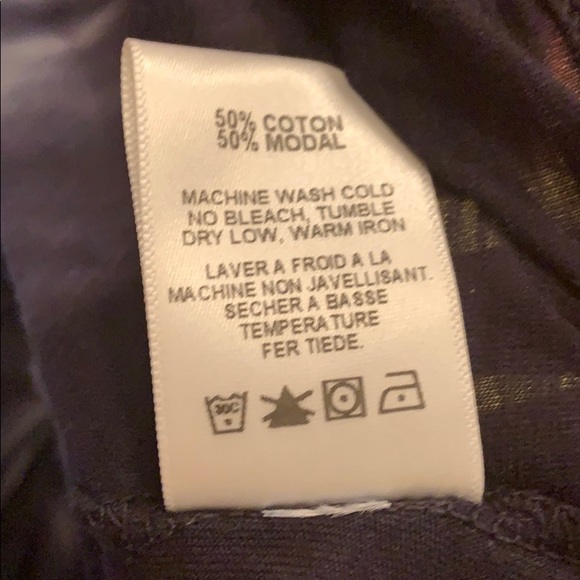 50% COTON
50% MODAL
MACHINE WASH COLD
NO BLEACH, TUMBLE
DRY LOW, WARM IRON
LAVER A FROID A LA
MACHINE NON JAVELLISANT.
SECHER A BASSE
TEMPERATURE
FER TIEDE.
30C